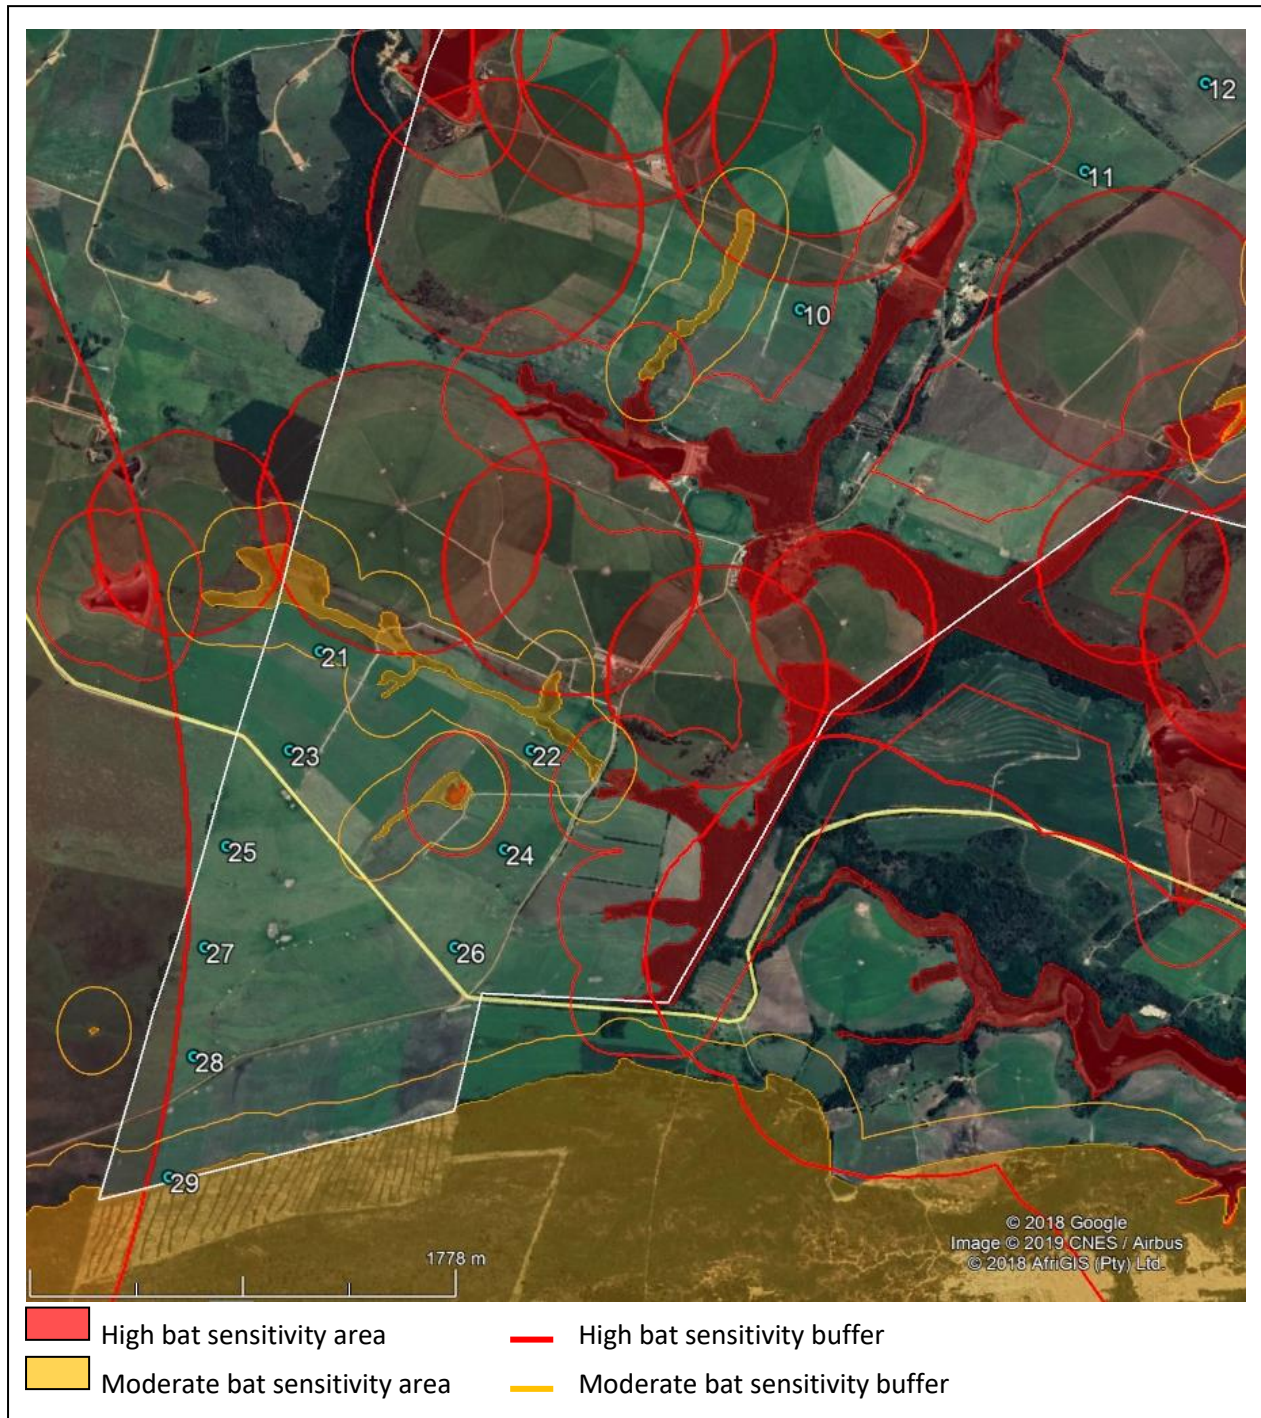 12
11
10
21
22
23
24
25
26
27
28
29
1778 m
© 2018 Google
Image © 2019 CNES / Airbus
© 2018 AfriGIS (Pty) Ltd.
High bat sensitivity area
High bat sensitivity buffer
Moderate bat sensitivity area
Moderate bat sensitivity buffer